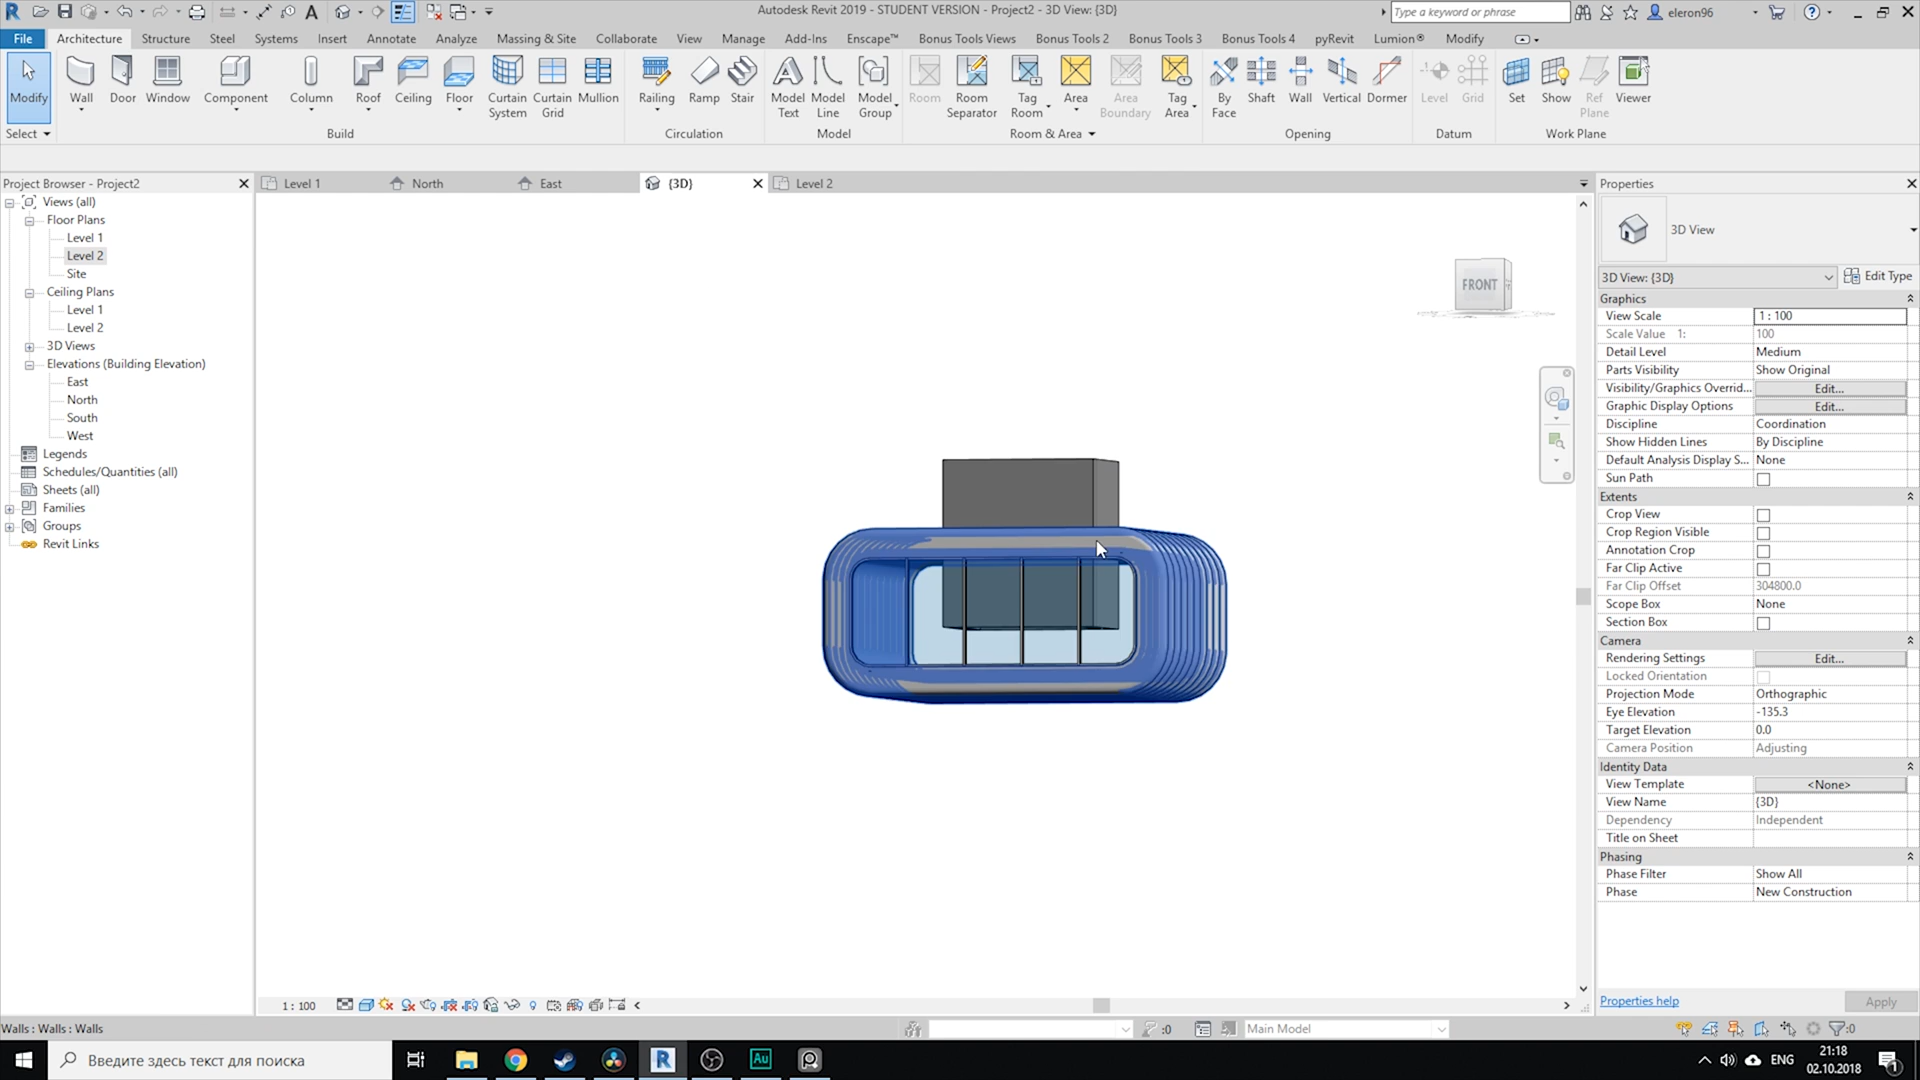 Autodesk Revit 2019 - STUDENT VERSION - Project2 - 3D View: {3D}
Type a keyword or phrase
eleron96
File Architecture Structure Steel Systems Insert Annotate Analyze Massing & Site Collaborate View Manage Add-Ins Enscape™ Bonus Tools Views Bonus Tools 2 Bonus Tools 3 Bonus Tools 4 pyRevit Lumion® Modify
Modify Wall Door Window Component Column Roof Ceiling Floor Curtain System Curtain Grid Mullion Railing Ramp Stair Model Text Model Line Model Group Room Room Separator Tag Room Area Area Boundary Tag Area By Face Shaft Wall Vertical Dormer Level Grid Set Show Ref Plane Viewer
Select Build Circulation Model Room & Area Opening Datum Work Plane
Project Browser - Project2
Views (all)
Floor Plans
Level 1
Level 2
Site
Ceiling Plans
Level 1
Level 2
3D Views
Elevations (Building Elevation)
East
North
South
West
Legends
Schedules/Quantities (all)
Sheets (all)
Families
Groups
Revit Links
Level 1 North East {3D} Level 2
FRONT
Properties
3D View
3D View: {3D} Edit Type
Graphics
View Scale 1 : 100
Scale Value 1: 100
Detail Level Medium
Parts Visibility Show Original
Visibility/Graphics Overrid... Edit...
Graphic Display Options Edit...
Discipline Coordination
Show Hidden Lines By Discipline
Default Analysis Display S... None
Sun Path
Extents
Crop View
Crop Region Visible
Annotation Crop
Far Clip Active
Far Clip Offset 304800.0
Scope Box None
Section Box
Camera
Rendering Settings Edit...
Locked Orientation
Projection Mode Orthographic
Eye Elevation -135.3
Target Elevation 0.0
Camera Position Adjusting
Identity Data
View Template <None>
View Name {3D}
Dependency Independent
Title on Sheet
Phasing
Phase Filter Show All
Phase New Construction
Properties help Apply
1 : 100
Walls : Walls : Walls
:0 Main Model :0
Введите здесь текст для поиска
Au
ENG
21:18
02.10.2018
1